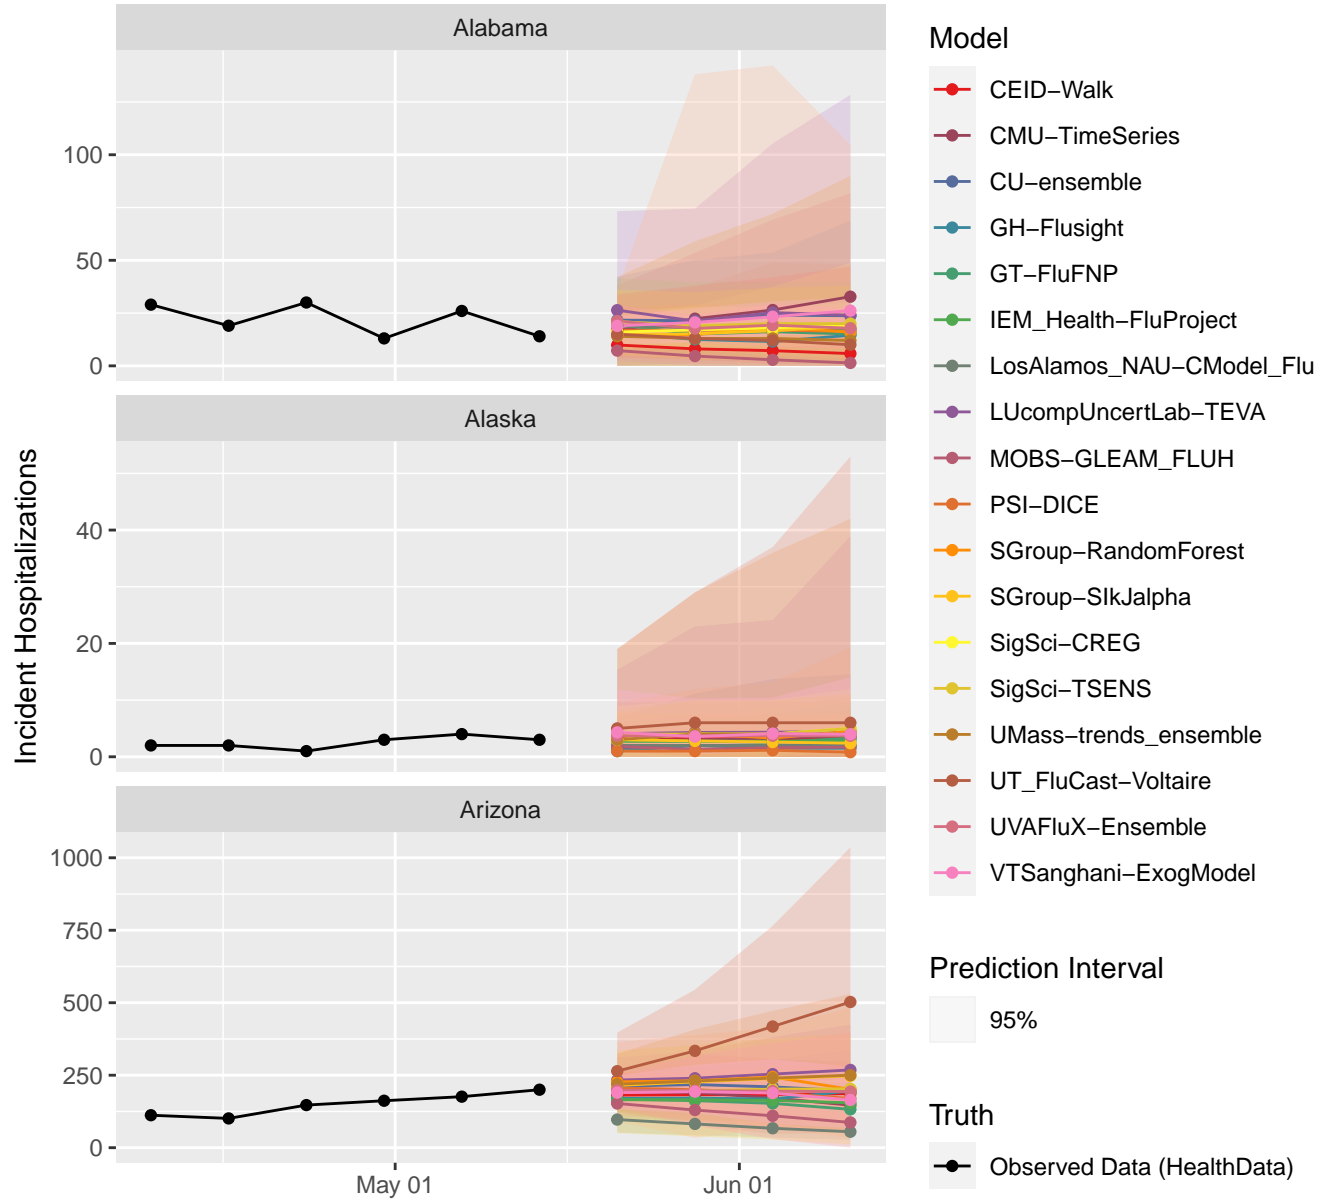 Alabama
100
50
0
Alaska
40
20
0
Arizona
1000
750
500
250
0
May 01
Jun 01
Incident Hospitalizations
Model
CEID−Walk
CMU−TimeSeries
CU−ensemble
GH−Flusight
GT−FluFNP
IEM_Health−FluProject
LosAlamos_NAU−CModel_Flu
LUcompUncertLab−TEVA
MOBS−GLEAM_FLUH
PSI−DICE
SGroup−RandomForest
SGroup−SIkJalpha
SigSci−CREG
SigSci−TSENS
UMass−trends_ensemble
UT_FluCast−Voltaire
UVAFluX−Ensemble
VTSanghani−ExogModel
Prediction Interval
95%
Truth
Observed Data (HealthData)